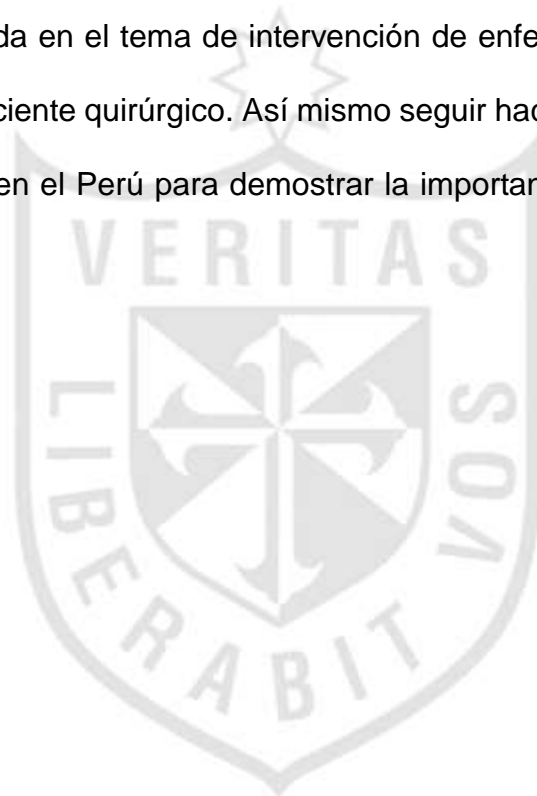 da en el tema de intervención de enfe
ciente quirúrgico. Así mismo seguir hac
en el Perú para demostrar la importan
VERITAS
LIBERABIT VOS